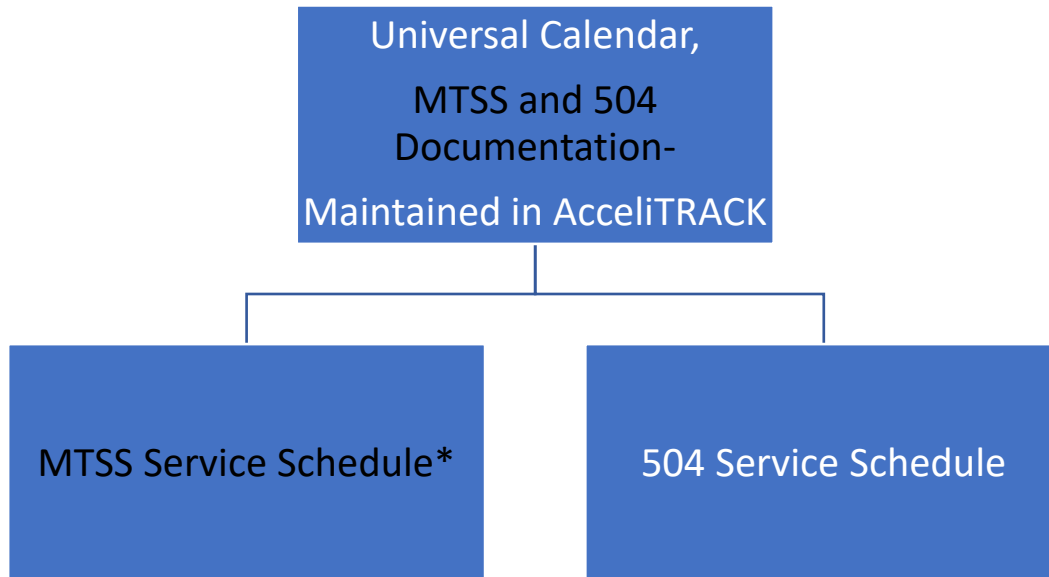 Universal Calendar,
MTSS and 504
Documentation-
Maintained in AcceliTRACK
MTSS Service Schedule*
504 Service Schedule